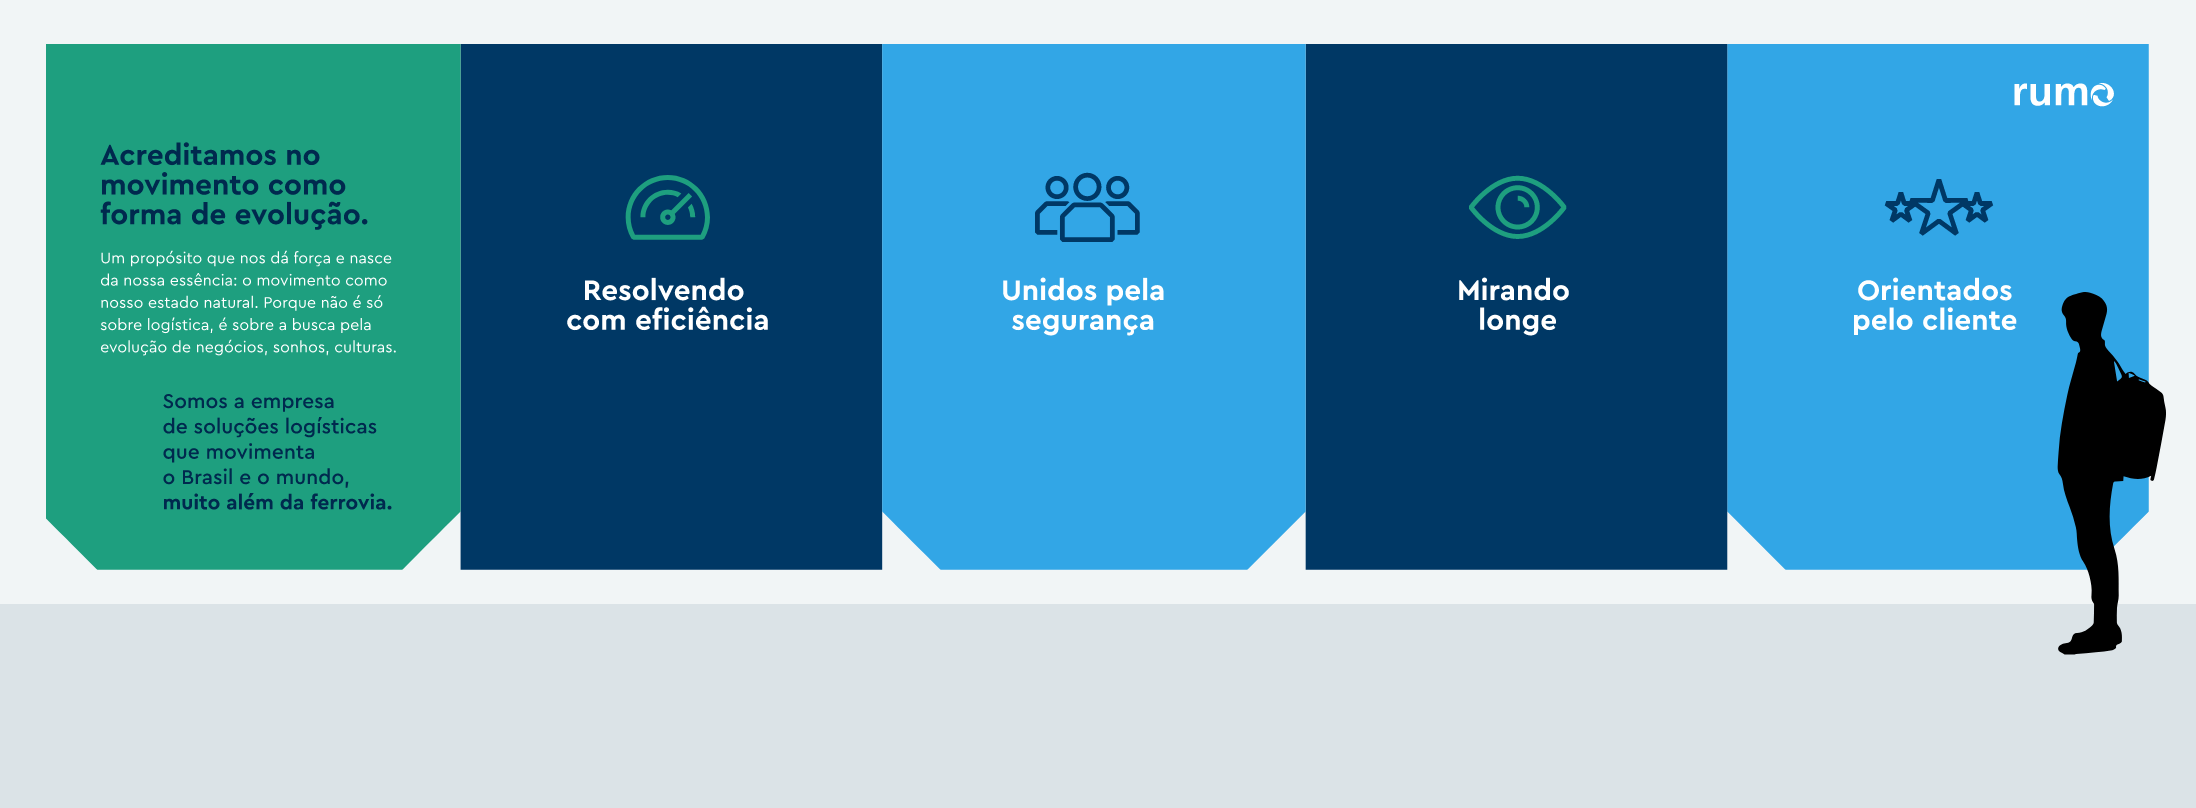 Acreditamos no
movimento como
forma de evolução.
Um propósito que nos dá força e nasce
da nossa essência: o movimento como
nosso estado natural. Porque não é só
sobre logística, é sobre a busca pela
evolução de negócios, sonhos, culturas.
Somos a empresa
de soluções logísticas
que movimenta
o Brasil e o mundo,
muito além da ferrovia.
Resolvendo
com eficiência
Unidos pela
segurança
Mirando
longe
rumo
Orientados
pelo cliente